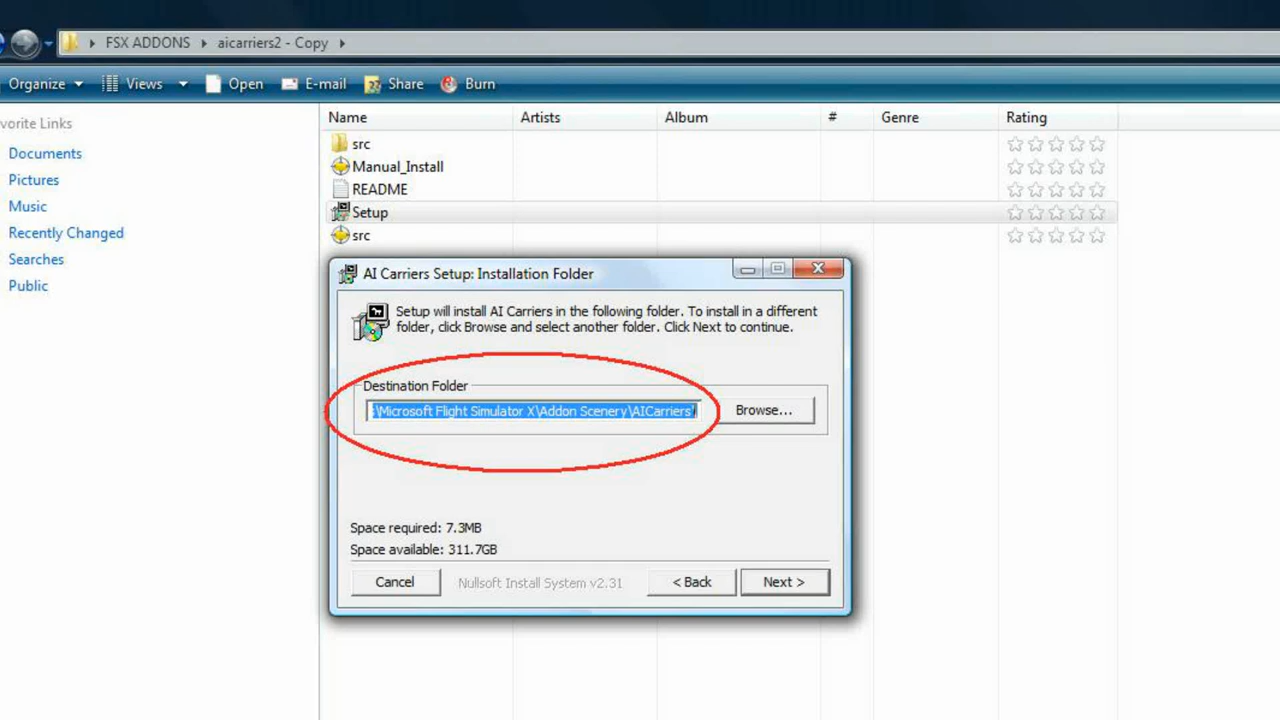 FSX ADDONS aicarriers2 - Copy
Organize Views Open E-mail Share Burn
vorite Links
Documents
Pictures
Music
Recently Changed
Searches
Public
Name Artists Album # Genre Rating
src
Manual_Install
README
Setup
src
AI Carriers Setup: Installation Folder
Setup will install AI Carriers in the following folder. To install in a different
folder, click Browse and select another folder. Click Next to continue.
Destination Folder
:\Microsoft Flight Simulator X\Addon Scenery\AICarriers\
Browse...
Space required: 7.3MB
Space available: 311.7GB
Cancel Nullsoft Install System v2.31 < Back Next >